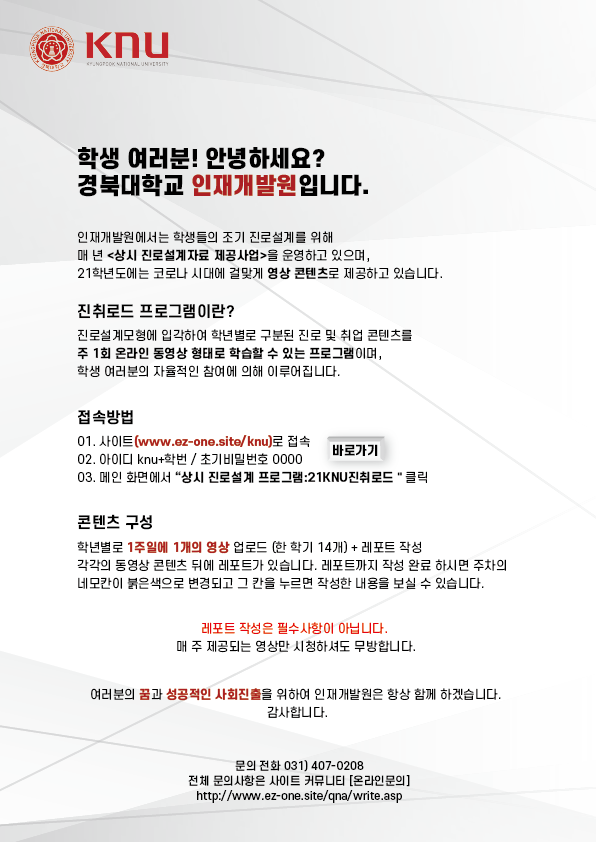 KNU
KYUNGPOOK NATIONAL UNIVERSITY
학생 여러분! 안녕하세요?
경북대학교 인재개발원입니다.
인재개발원에서는 학생들의 조기 진로설계를 위해
매 년 <상시 진로설계자료 제공사업>을 운영하고 있으며,
21학년도에는 코로나 시대에 걸맞게 영상 콘텐츠로 제공하고 있습니다.
진취로드 프로그램이란?
진로설계모형에 입각하여 학년별로 구분된 진로 및 취업 콘텐츠를
주 1회 온라인 동영상 형태로 학습할 수 있는 프로그램이며,
학생 여러분의 자율적인 참여에 의해 이루어집니다.
접속방법
01. 사이트(www.ez-one.site/knu)로 접속
바로가기
02. 아이디 knu+학번 / 초기비밀번호 0000
03. 메인 화면에서 “상시 진로설계 프로그램:21KNU진취로드 “ 클릭
콘텐츠 구성
학년별로 1주일에 1개의 영상 업로드 (한 학기 14개) + 레포트 작성
각각의 동영상 콘텐츠 뒤에 레포트가 있습니다. 레포트까지 작성 완료 하시면 주차의
네모칸이 붉은색으로 변경되고 그 칸을 누르면 작성한 내용을 보실 수 있습니다.
레포트 작성은 필수사항이 아닙니다.
매 주 제공되는 영상만 시청하셔도 무방합니다.
여러분의 꿈과 성공적인 사회진출을 위하여 인재개발원은 항상 함께 하겠습니다.
감사합니다.
문의 전화 031) 407-0208
전체 문의사항은 사이트 커뮤니티 [온라인문의]
http://www.ez-one.site/qna/write.asp